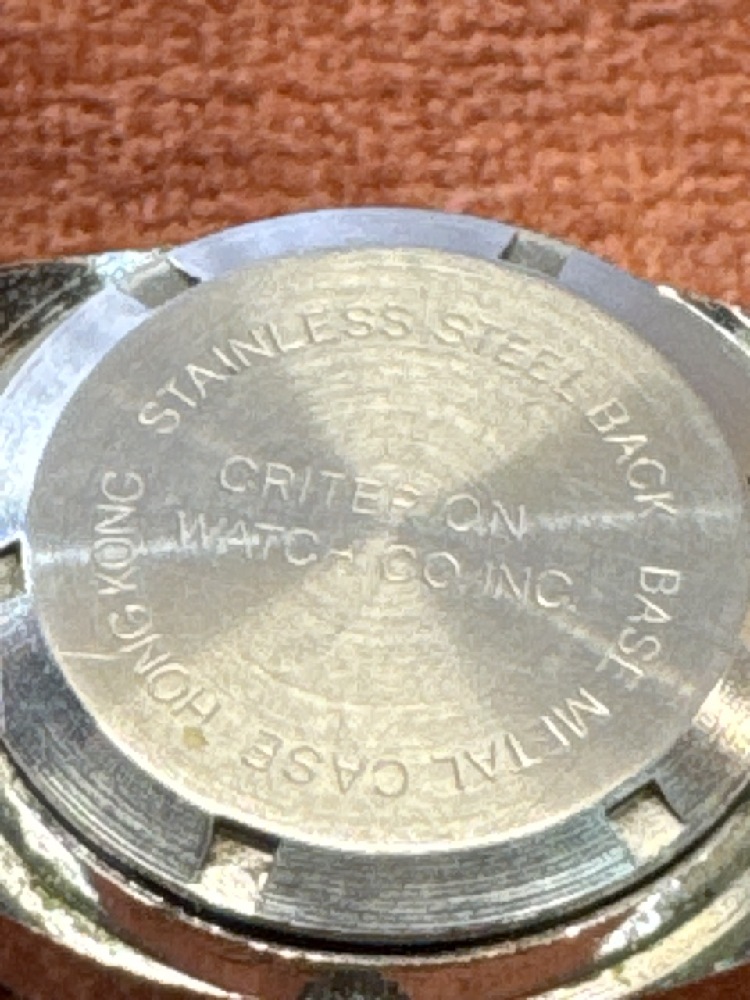 STAINLESS STEEL BACK BASE METAL CASE HONG KONG
CRITERION
WATCH CO. INC.